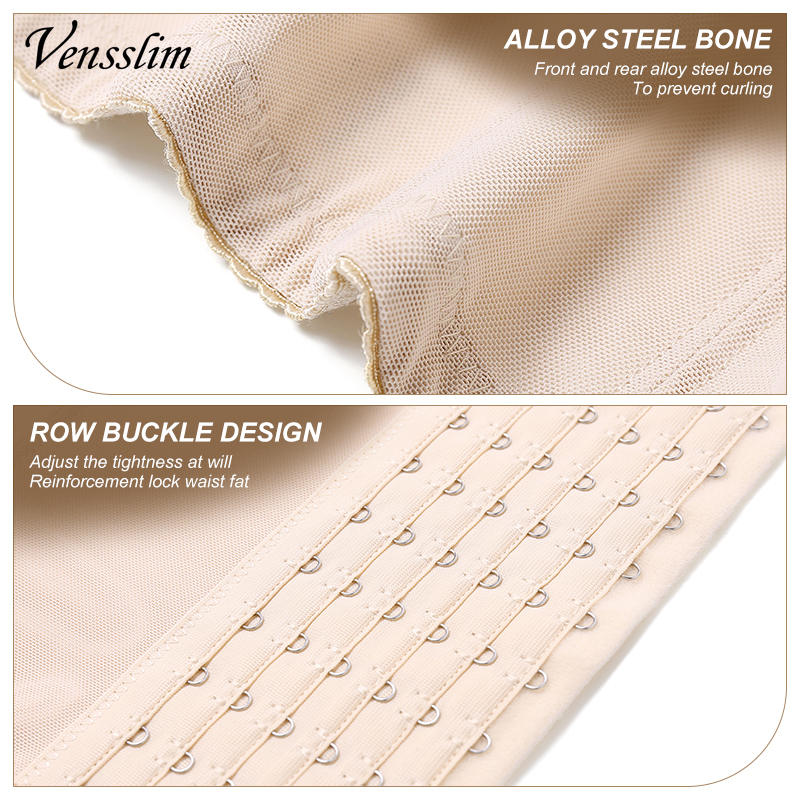 Vensslim
ALLOY STEEL BONE
Front and rear alloy steel bone
To prevent curling
ROW BUCKLE DESIGN
Adjust the tightness at will
Reinforcement lock waist fat